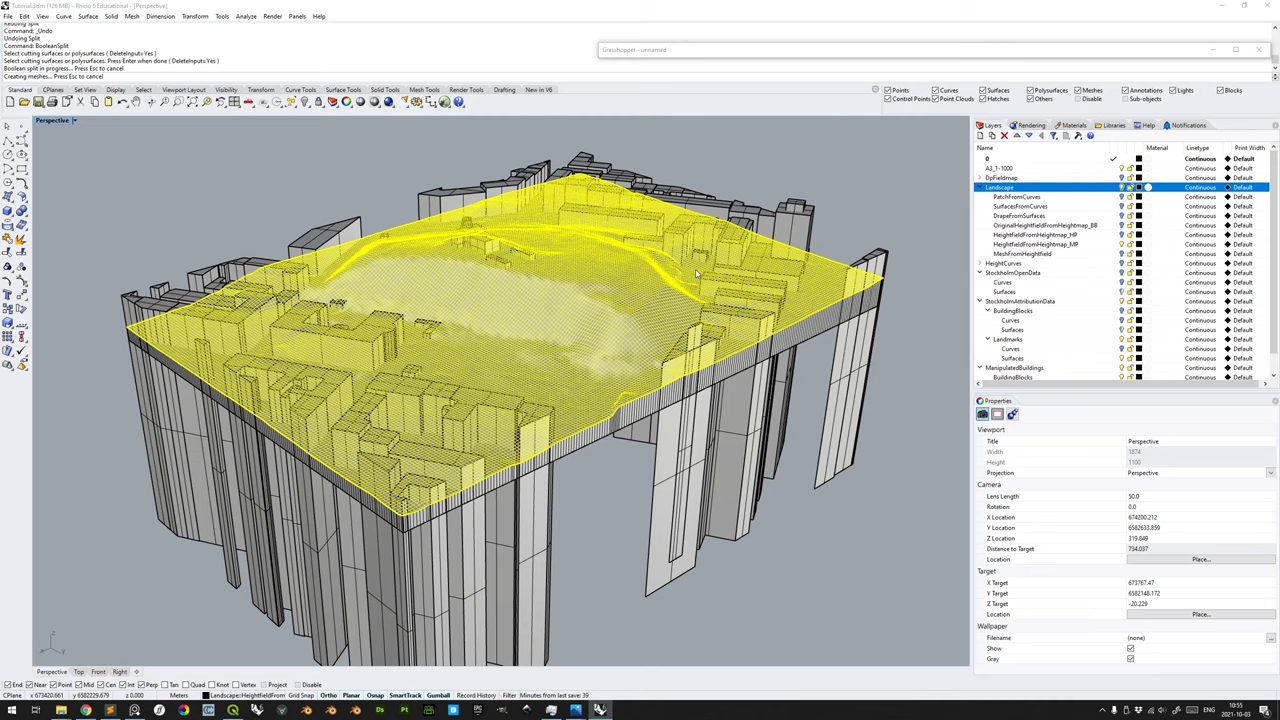 Tutorial.3dm (126 MB) - Rhino 6 Educational - [Perspective]
File Edit View Curve Surface Solid Mesh Dimension Transform Tools Analyze Render Panels Help
Redoing Split
Command: _Undo
Undoing Split
Command: BooleanSplit
Select cutting surfaces or polysurfaces ( DeleteInput=Yes )
Select cutting surfaces or polysurfaces. Press Enter when done ( DeleteInput=Yes )
Boolean split in progress... Press Esc to cancel
Creating meshes... Press Esc to cancel
Grasshopper - unnamed
Standard CPlanes Set View Display Select Viewport Layout Visibility Transform Curve Tools Surface Tools Solid Tools Mesh Tools Render Tools Drafting New in V6
Points Curves Surfaces Polysurfaces Meshes Annotations Lights Blocks
Control Points Point Clouds Hatches Others Disable Sub-objects
Perspective
Layers Rendering Materials Libraries Help Notifications
Name Material Linetype Print Width
0 Continuous Default
A3_1-1000 Continuous Default
DpFieldmap Continuous Default
Landscape Continuous Default
PatchFromCurves Continuous Default
SurfacesFromCurves Continuous Default
DrapeFromSurfaces Continuous Default
OriginalHeightfieldFromHeightmap_BB Continuous Default
HeightfieldFromHeightmap_HP Continuous Default
HeightfieldFromHeightmap_MP Continuous Default
MeshFromHeightfield Continuous Default
HeightCurves Continuous Default
StockholmOpenData Continuous Default
Curves Continuous Default
Surfaces Continuous Default
StockholmAttributionData Continuous Default
BuildingBlocks Continuous Default
Curves Continuous Default
Surfaces Continuous Default
Landmarks Continuous Default
Curves Continuous Default
Surfaces Continuous Default
ManipulatedBuildings Continuous Default
BuildingBlocks Continuous Default
Properties
Viewport
Title Perspective
Width 1874
Height 1100
Projection Perspective
Camera
Lens Length 50.0
Rotation 0.0
X Location 674200.212
Y Location 6582633.859
Z Location 319.849
Distance to Target 734.037
Location Place...
Target
X Target 673767.47
Y Target 6582148.172
Z Target -20.229
Location Place...
Wallpaper
Filename (none)
Show
Gray
z
x y
Perspective Top Front Right
End Near Point Mid Cen Int Perp Tan Quad Knot Vertex Project Disable
CPlane x 673420.661 y 6582229.679 z 0.000 Meters Landscape:HeightfieldFrom Grid Snap Ortho Planar Osnap SmartTrack Gumball Record History Filter Minutes from last save: 39
ENG
10:55
2021-10-03